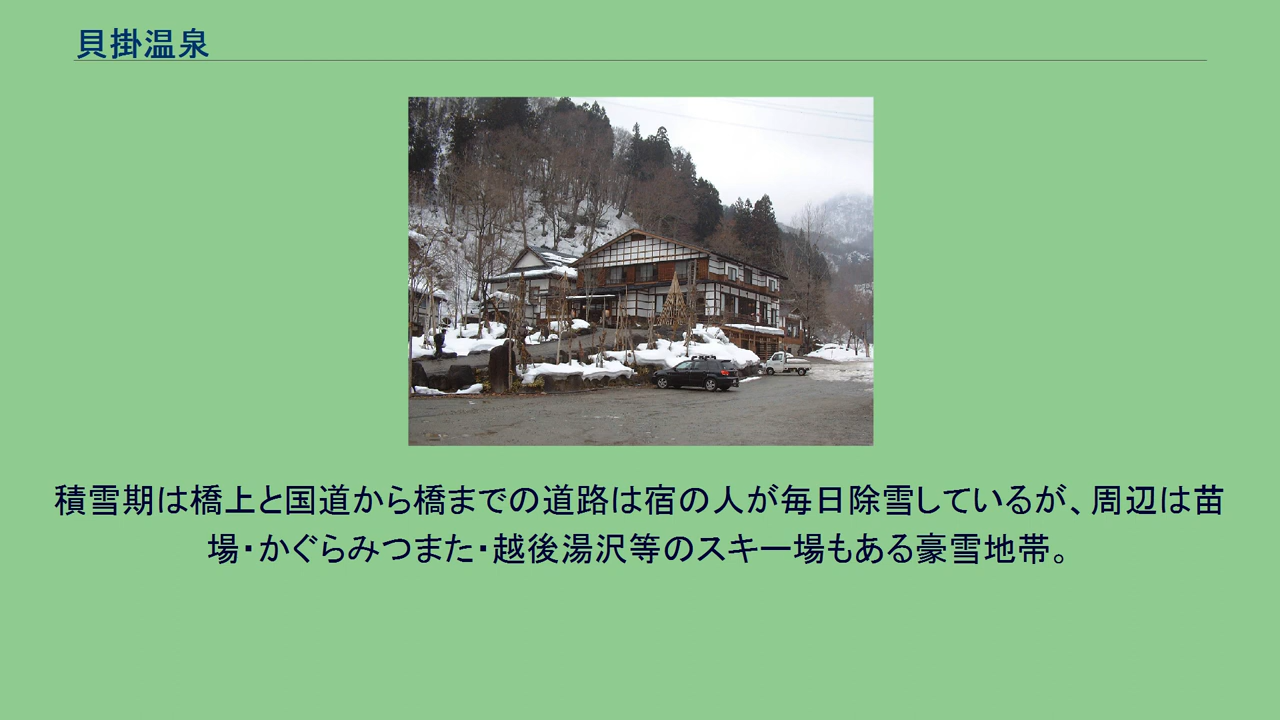 貝掛温泉
積雪期は橋上と国道から橋までの道路は宿の人が毎日除雪しているが、周辺は苗
場・かぐらみつまた・越後湯沢等のスキー場もある豪雪地帯。